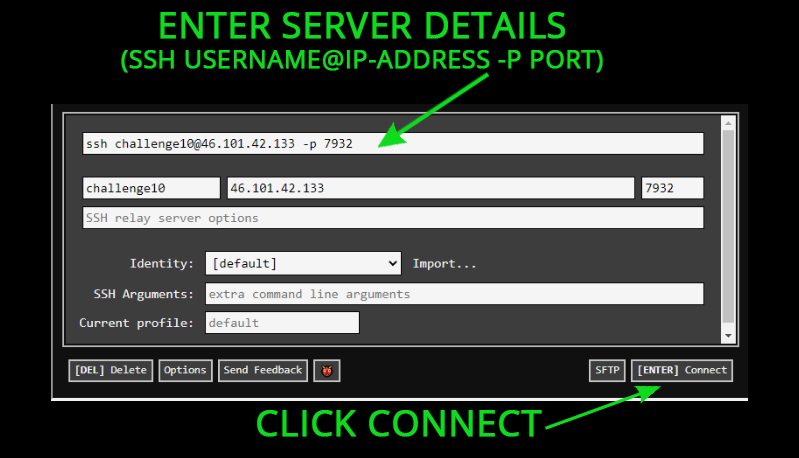 ENTER SERVER DETAILS
(SSH USERNAME@IP-ADDRESS -P PORT)
ssh challenge10@46.101.42.133 -p 7932
challenge10 46.101.42.133 7932
SSH relay server options
Identity: [default] Import...
SSH Arguments: extra command line arguments
Current profile: default
[DEL] Delete Options Send Feedback SFTP [ENTER] Connect
CLICK CONNECT